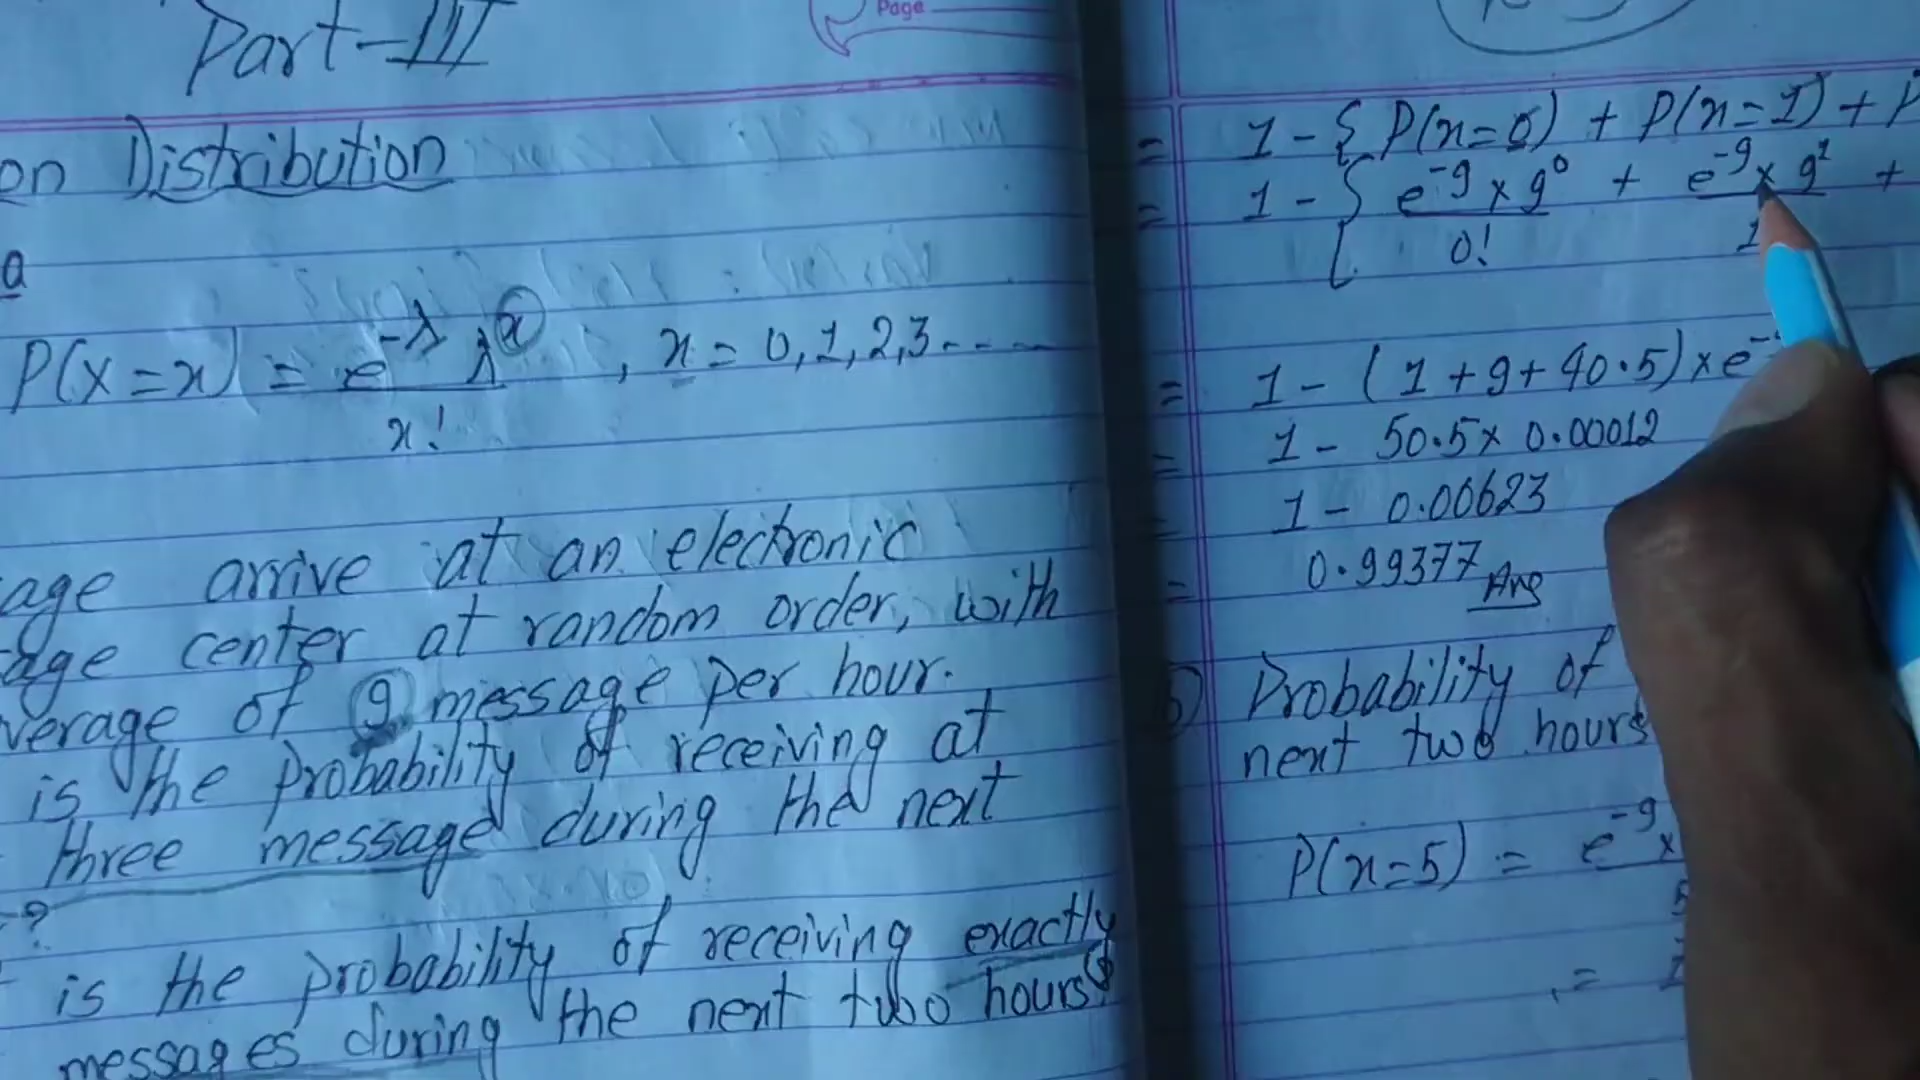 Part-III
Page
on Distribution
a
P(x=x) = e^-λ λ^x / x! , x = 0,1,2,3----
age arrive at an electronic
age center at random order, with
verage of 9 message per hour.
is the probability of receiving at
three message during the next
?
is the probability of receiving exactly
messages during the next two hours?
= 1 - { P(x=0) + P(x=1) + P
= 1 - { e^-9 × 9^0 / 0! + e^-9 × 9^1 / 1 +
= 1 - (1+9+40.5) × e^-
= 1 - 50.5 × 0.00012
= 1 - 0.00623
= 0.99377 Ans
b) Probability of
next two hours
P(x=5) = e^-9 × / 5
=